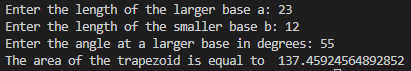 Enter the length of the larger base a: 23
Enter the length of the smaller base b: 12
Enter the angle at a larger base in degrees: 55
The area of the trapezoid is equal to  137.45924564892852